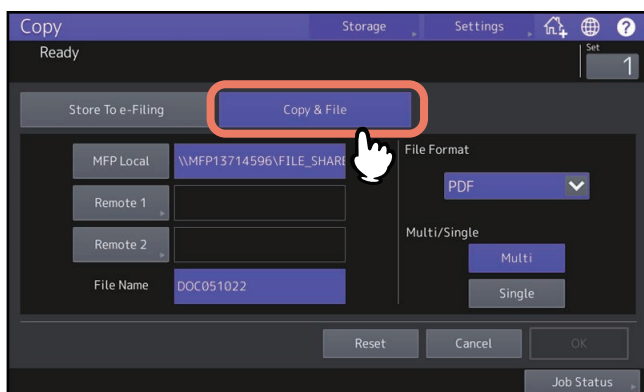 Copy Storage Settings ?
Ready Set
1
Store To e-Filing Copy & File
MFP Local \\MFP13714596\FILE_SHARE File Format
PDF
Remote 1
Multi/Single
Remote 2
Multi
File Name DOC051022
Single
Reset Cancel OK
Job Status